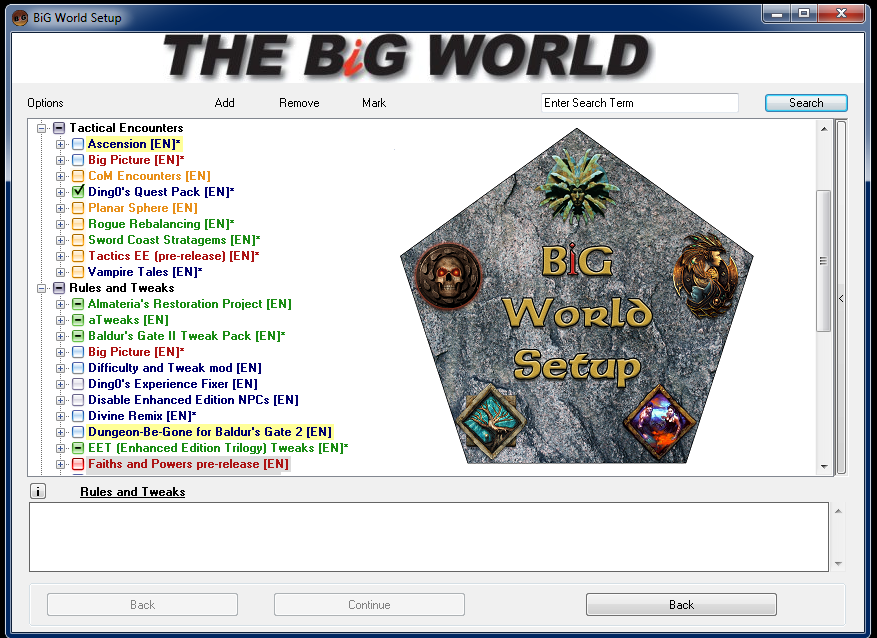 BiG World Setup
THE BiG WORLD
Options Add Remove Mark Enter Search Term Search
Tactical Encounters
Ascension [EN]*
Big Picture [EN]*
CoM Encounters [EN]
Ding0's Quest Pack [EN]*
Planar Sphere [EN]
Rogue Rebalancing [EN]*
Sword Coast Stratagems [EN]*
Tactics EE (pre-release) [EN]*
Vampire Tales [EN]*
Rules and Tweaks
Almateria's Restoration Project [EN]
aTweaks [EN]
Baldur's Gate II Tweak Pack [EN]*
Big Picture [EN]*
Difficulty and Tweak mod [EN]
Ding0's Experience Fixer [EN]
Disable Enhanced Edition NPCs [EN]
Divine Remix [EN]*
Dungeon-Be-Gone for Baldur's Gate 2 [EN]
EET (Enhanced Edition Trilogy) Tweaks [EN]*
Faiths and Powers pre-release [EN]
BiG
World
Setup
i Rules and Tweaks
Back Continue Back